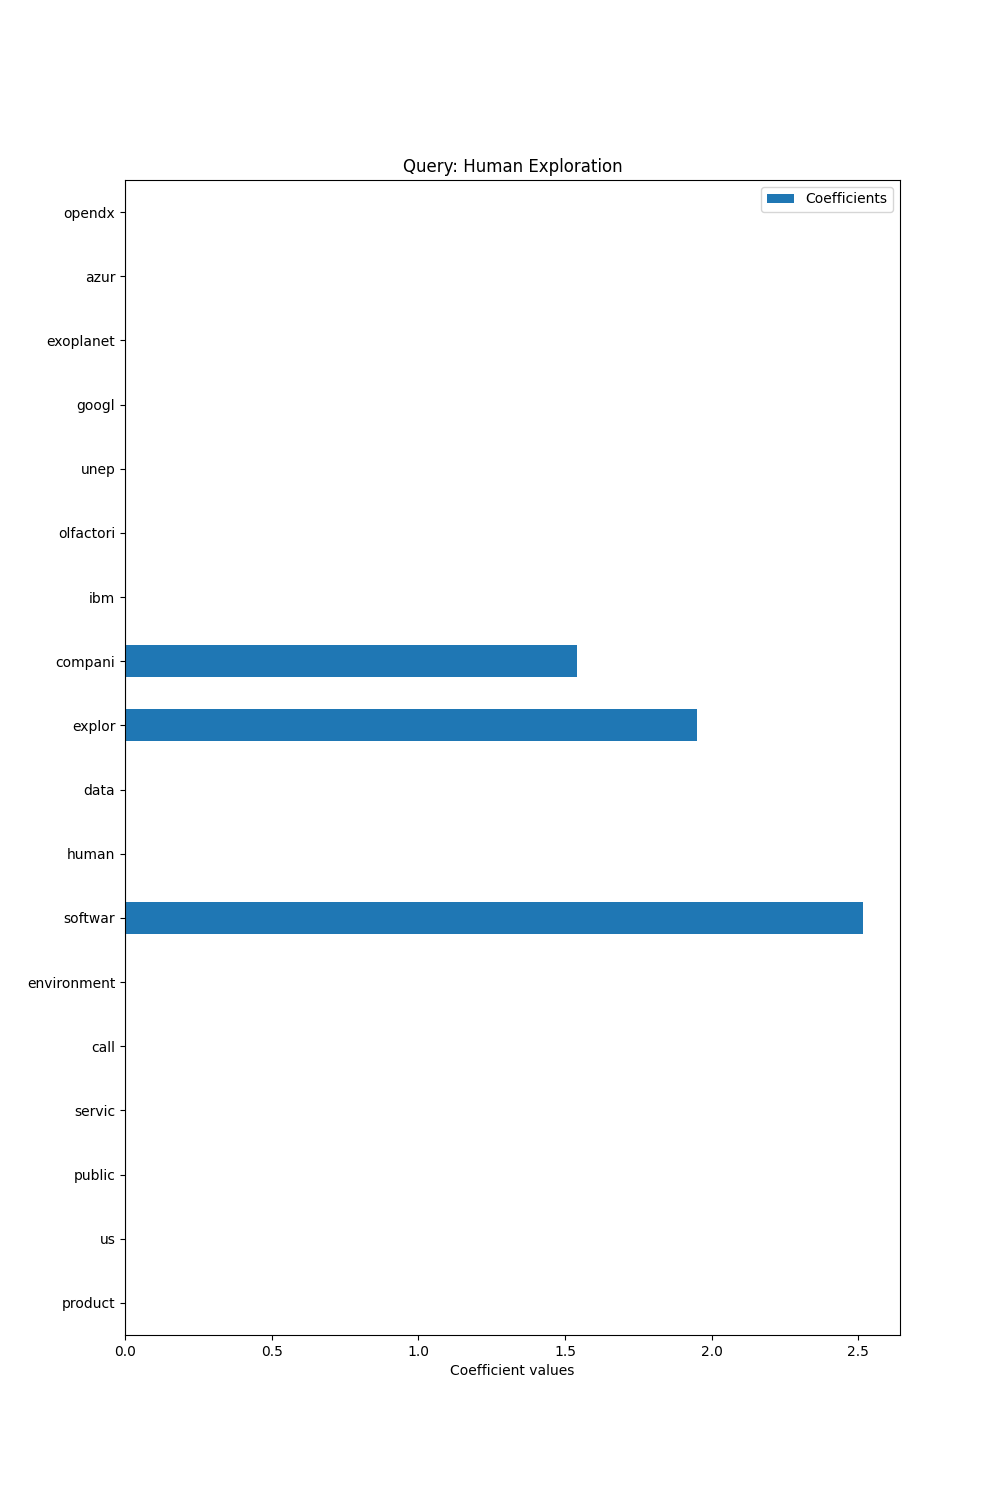 Query: Human Exploration
Coefficients
opendx
azur
exoplanet
googl
unep
olfactori
ibm
compani
explor
data
human
softwar
environment
call
servic
public
us
product
0.0 0.5 1.0 1.5 2.0 2.5
Coefficient values